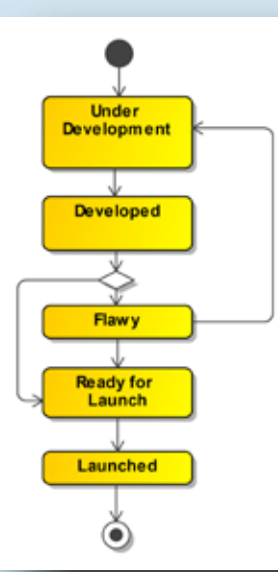 Under
Development
Developed
Flawy
Ready for
Launch
Launched